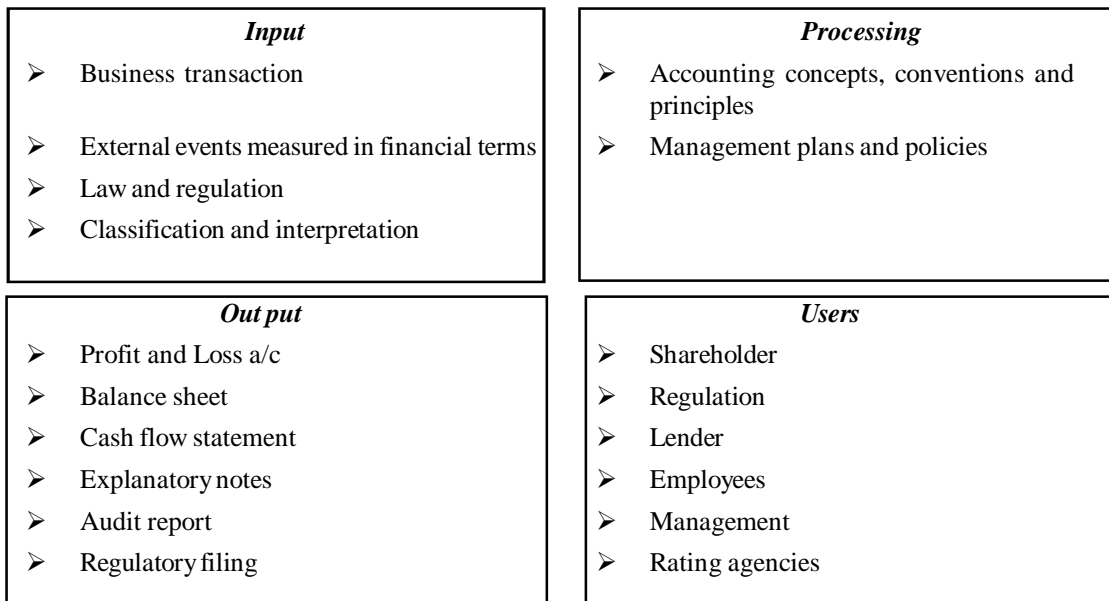 Input
➢ Business transaction
➢ External events measured in financial terms
➢ Law and regulation
➢ Classification and interpretation
Processing
➢ Accounting concepts, conventions and
principles
➢ Management plans and policies
Out put
➢ Profit and Loss a/c
➢ Balance sheet
➢ Cash flow statement
➢ Explanatory notes
➢ Audit report
➢ Regulatory filing
Users
➢ Shareholder
➢ Regulation
➢ Lender
➢ Employees
➢ Management
➢ Rating agencies